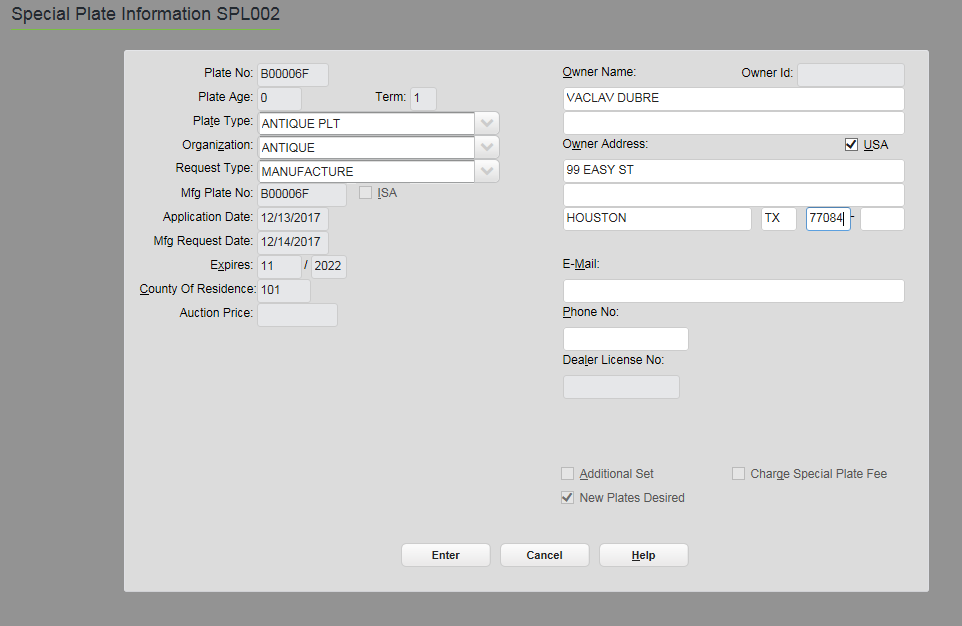 Special Plate Information SPL002
Plate No: B00006F
Plate Age: 0 Term: 1
Plate Type: ANTIQUE PLT
Organization: ANTIQUE
Request Type: MANUFACTURE
Mfg Plate No: B00006F ISA
Application Date: 12/13/2017
Mfg Request Date: 12/14/2017
Expires: 11 / 2022
County Of Residence: 101
Auction Price:
Owner Name: Owner Id:
VACLAV DUBRE
Owner Address: USA
99 EASY ST
HOUSTON TX 77084 -
E-Mail:
Phone No:
Dealer License No:
Additional Set Charge Special Plate Fee
New Plates Desired
Enter Cancel Help